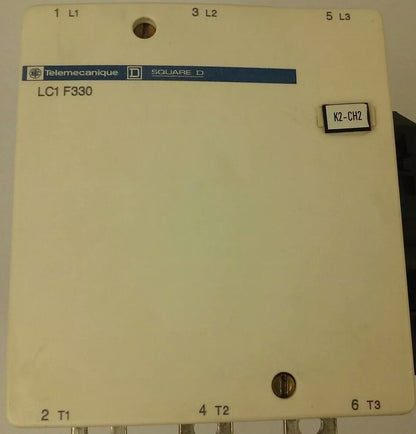 1 L1 3 L2 5 L3
Telemecanique D SQUARE D
LC1 F330
K2-CH2
2 T1 4 T2 6 T3